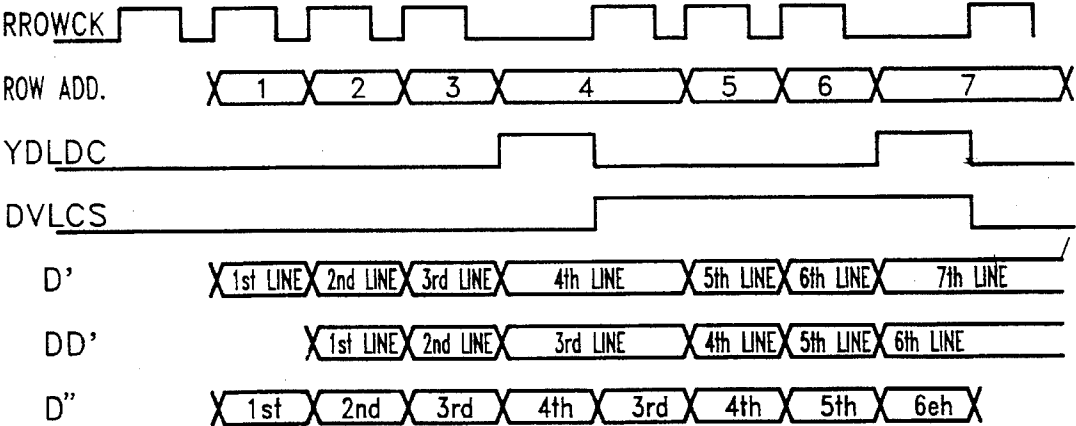 RROWCK
ROW ADD. 1 2 3 4 5 6 7
YDLDC
DVLCS
D' 1st LINE 2nd LINE 3rd LINE 4th LINE 5th LINE 6th LINE 7th LINE
DD' 1st LINE 2nd LINE 3rd LINE 4th LINE 5th LINE 6th LINE
D" 1st 2nd 3rd 4th 3rd 4th 5th 6eh